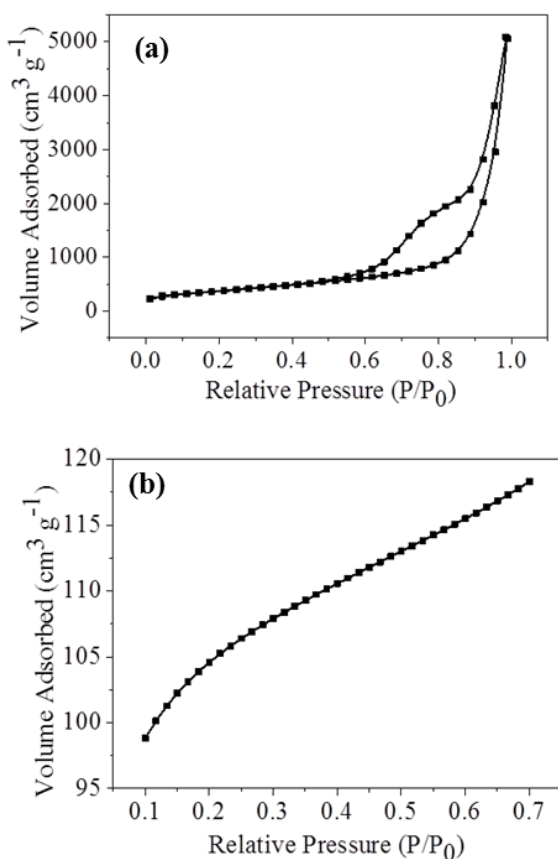 (a)
Volume Adsorbed (cm³ g⁻¹)
5000
4000
3000
2000
1000
0
0.0 0.2 0.4 0.6 0.8 1.0
Relative Pressure (P/P₀)
(b)
Volume Adsorbed (cm³ g⁻¹)
120
115
110
105
100
95
0.1 0.2 0.3 0.4 0.5 0.6 0.7
Relative Pressure (P/P₀)